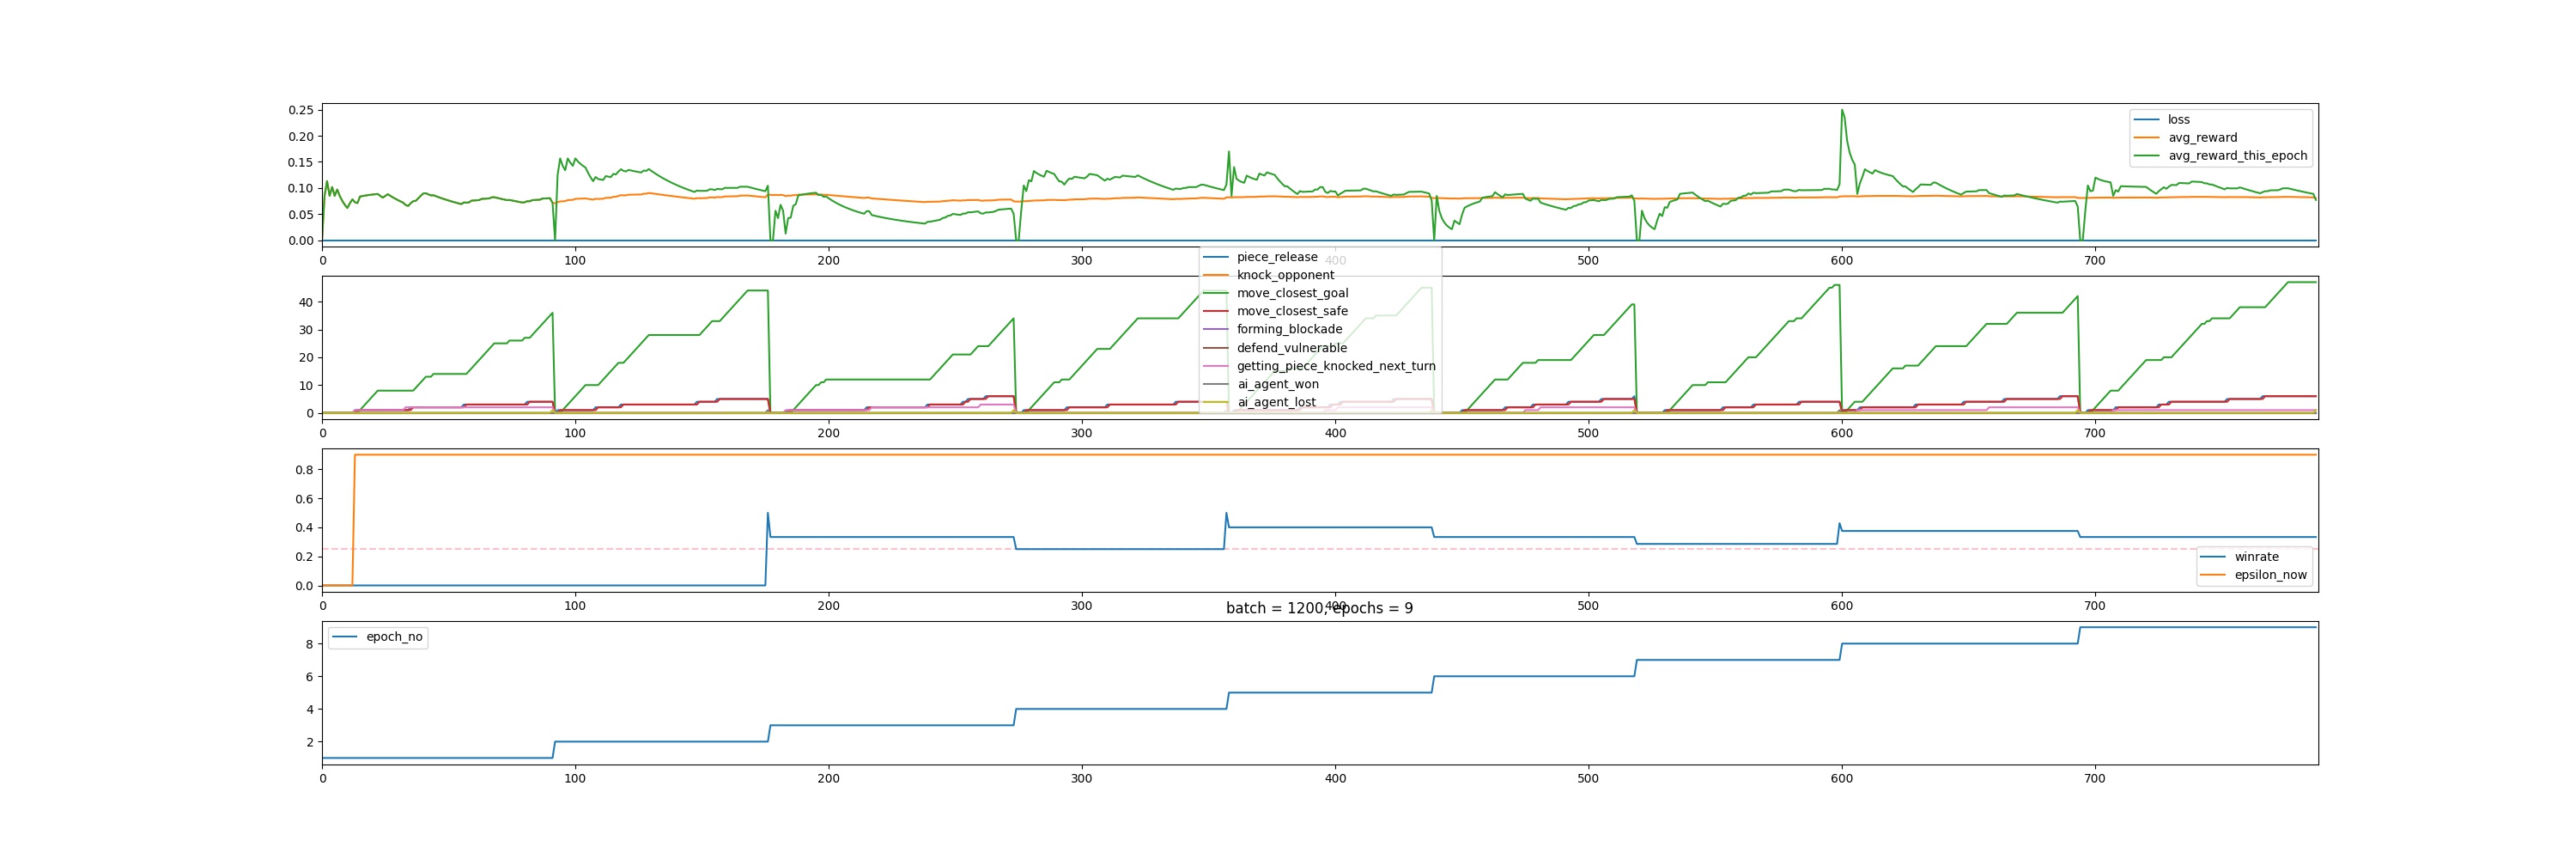 0.25
0.20
0.15
0.10
0.05
0.00
loss
avg_reward
avg_reward_this_epoch
0 100 200 300 400 500 600 700
40
30
20
10
0
piece_release
knock_opponent
move_closest_goal
move_closest_safe
forming_blockade
defend_vulnerable
getting_piece_knocked_next_turn
ai_agent_won
ai_agent_lost
0 100 200 300 400 500 600 700
0.8
0.6
0.4
0.2
0.0
winrate
epsilon_now
0 100 200 300 400 500 600 700
batch = 1200, epochs = 9
epoch_no
8
6
4
2
0 100 200 300 400 500 600 700